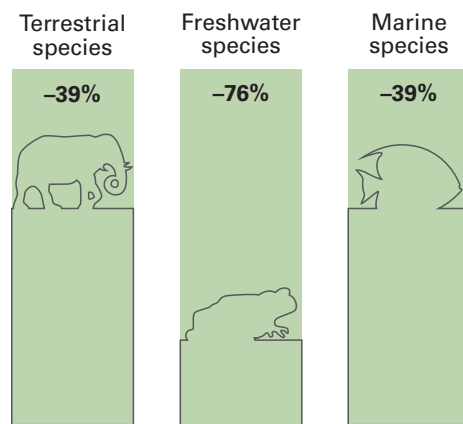 Terrestrial
species
Freshwater
species
Marine
species
–39%
–76%
–39%